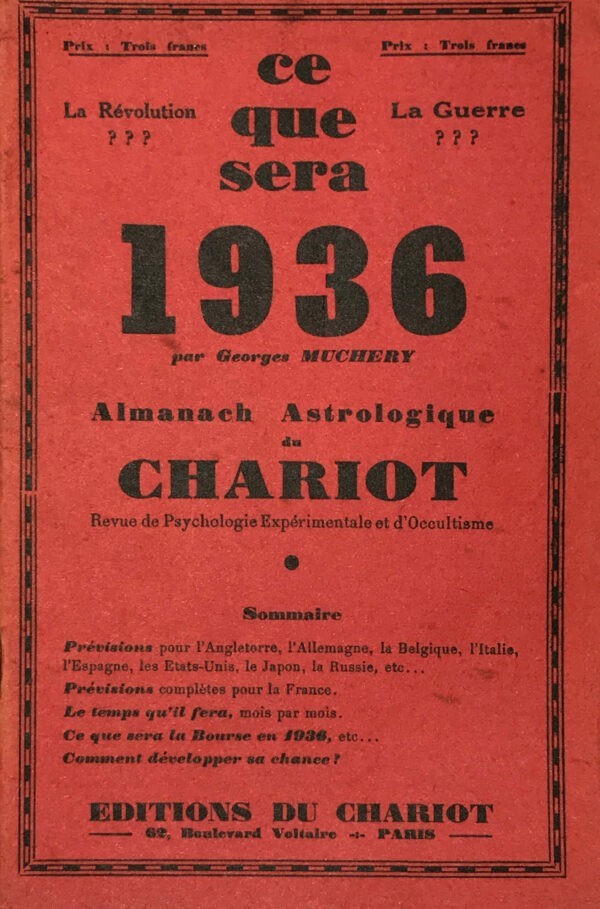 Prix : Trois francs
Prix : Trois francs
ce
que
sera
La Révolution
? ? ?
La Guerre
? ? ?
1936
par Georges MUCHERY
Almanach Astrologique
du
CHARIOT
Revue de Psychologie Expérimentale et d'Occultisme
Sommaire
Prévisions pour l'Angleterre, l'Allemagne, la Belgique, l'Italie,
l'Espagne, les Etats-Unis, le Japon, la Russie, etc...
Prévisions complètes pour la France.
Le temps qu'il fera, mois par mois.
Ce que sera la Bourse en 1936, etc...
Comment développer sa chance ?
EDITIONS DU CHARIOT
62, Boulevard Voltaire -:- PARIS